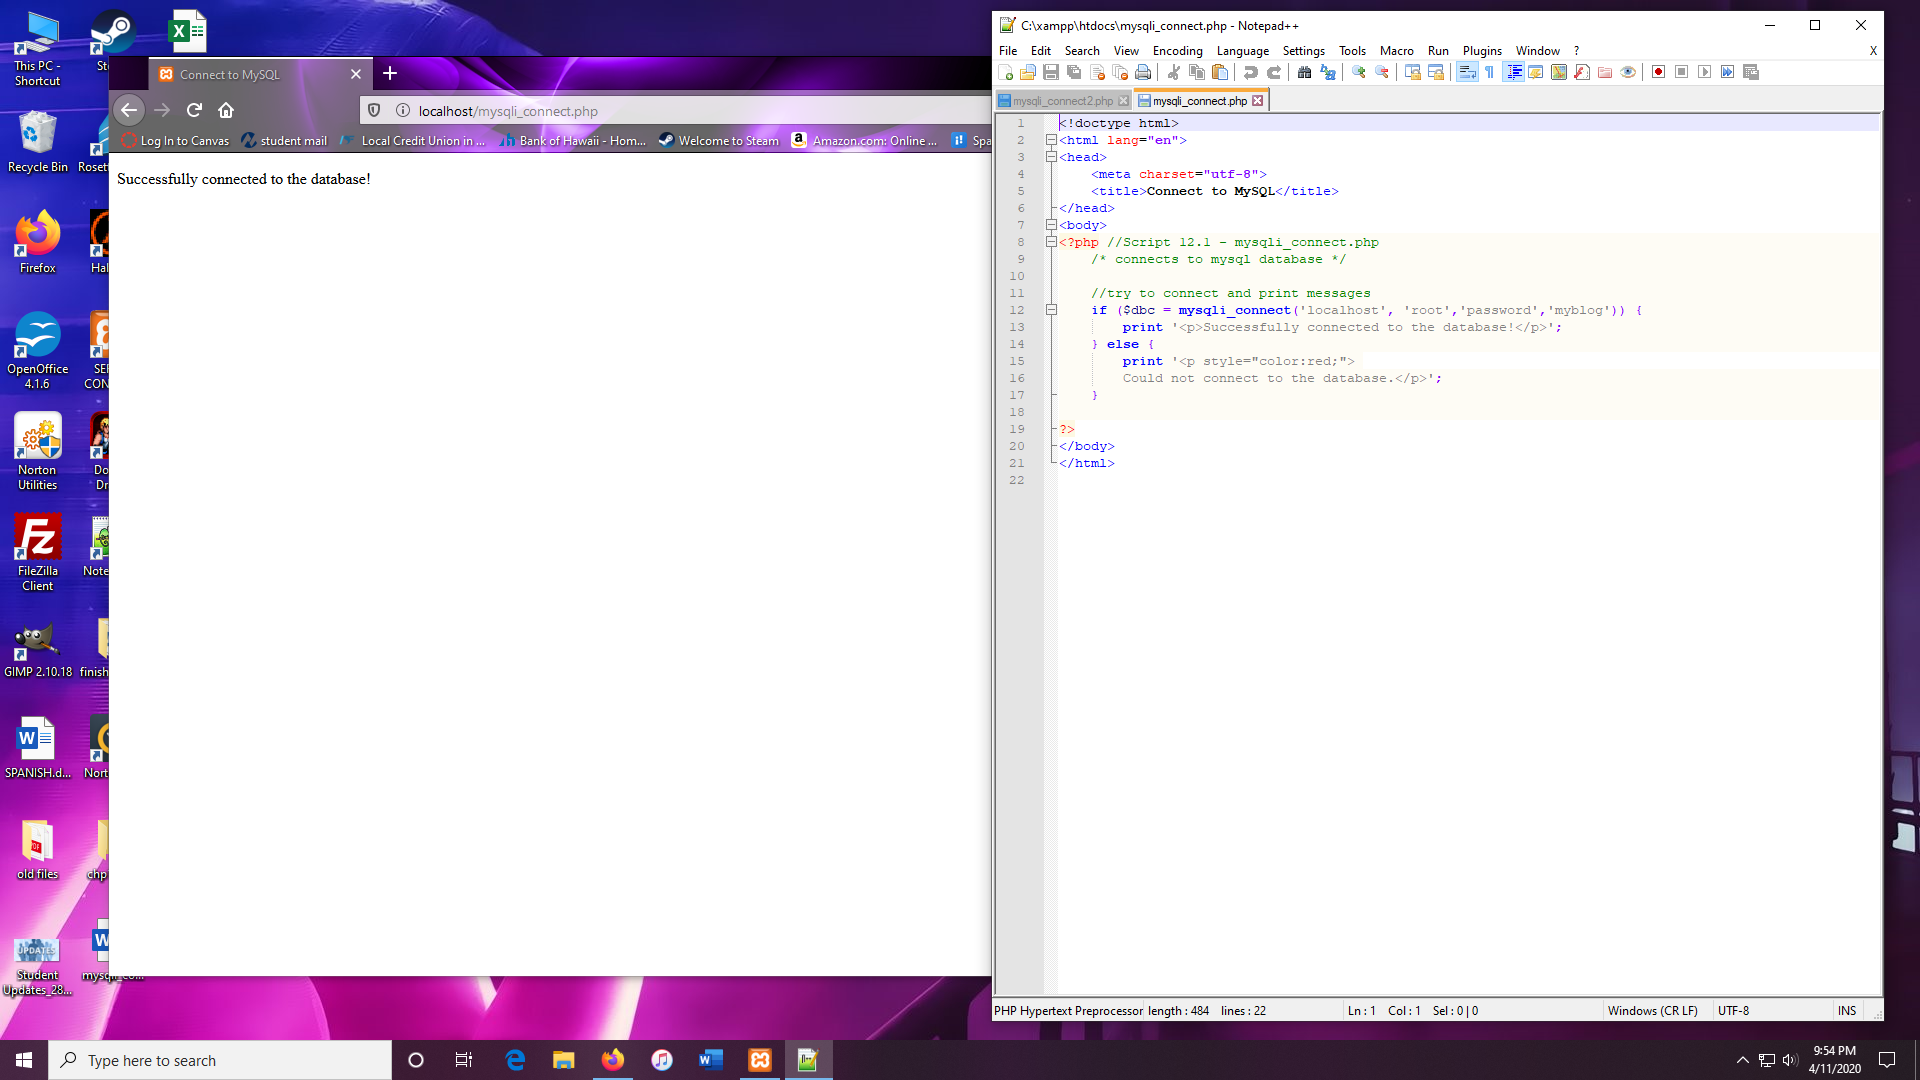 This PC - Shortcut
Recycle Bin
Firefox
OpenOffice 4.1.6
Norton Utilities
FileZilla Client
GIMP 2.10.18
SPANISH.d...
old files
UPDATES
Student Updates_28...
Connect to MySQL
localhost/mysqli_connect.php
Log In to Canvas student mail Local Credit Union in ... Bank of Hawaii - Hom... Welcome to Steam Amazon.com: Online ... Spa
Successfully connected to the database!
C:\xampp\htdocs\mysqli_connect.php - Notepad++
File Edit Search View Encoding Language Settings Tools Macro Run Plugins Window ? X
mysqli_connect2.php mysqli_connect.php
1 <!doctype html>
2 <html lang="en">
3 <head>
4 <meta charset="utf-8">
5 <title>Connect to MySQL</title>
6 </head>
7 <body>
8 <?php //Script 12.1 - mysqli_connect.php
9 /* connects to mysql database */
10
11 //try to connect and print messages
12 if ($dbc = mysqli_connect('localhost', 'root','password','myblog')) {
13 print '<p>Successfully connected to the database!</p>';
14 } else {
15 print '<p style="color:red;">
16 Could not connect to the database.</p>';
17 }
18
19 ?>
20 </body>
21 </html>
22
PHP Hypertext Preprocessor length : 484 lines : 22 Ln : 1 Col : 1 Sel : 0 | 0 Windows (CR LF) UTF-8 INS
Type here to search
9:54 PM
4/11/2020